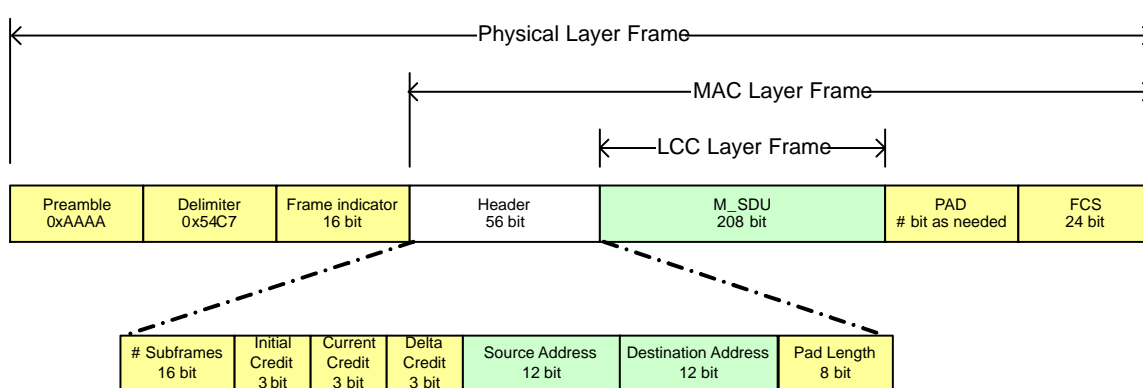 Physical Layer Frame
MAC Layer Frame
LCC Layer Frame
Preamble
0xAAAA
Delimiter
0x54C7
Frame indicator
16 bit
Header
56 bit
M_SDU
208 bit
PAD
# bit as needed
FCS
24 bit
# Subframes
16 bit
Initial
Credit
3 bit
Current
Credit
3 bit
Delta
Credit
3 bit
Source Address
12 bit
Destination Address
12 bit
Pad Length
8 bit